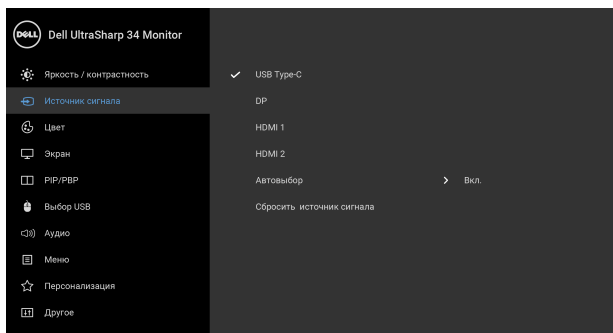 DELL Dell UltraSharp 34 Monitor
Яркость / контрастность
Источник сигнала
Цвет
Экран
PIP/PBP
Выбор USB
Аудио
Меню
Персонализация
Другое
USB Type-C
DP
HDMI 1
HDMI 2
Автовыбор Вкл.
Сбросить источник сигнала